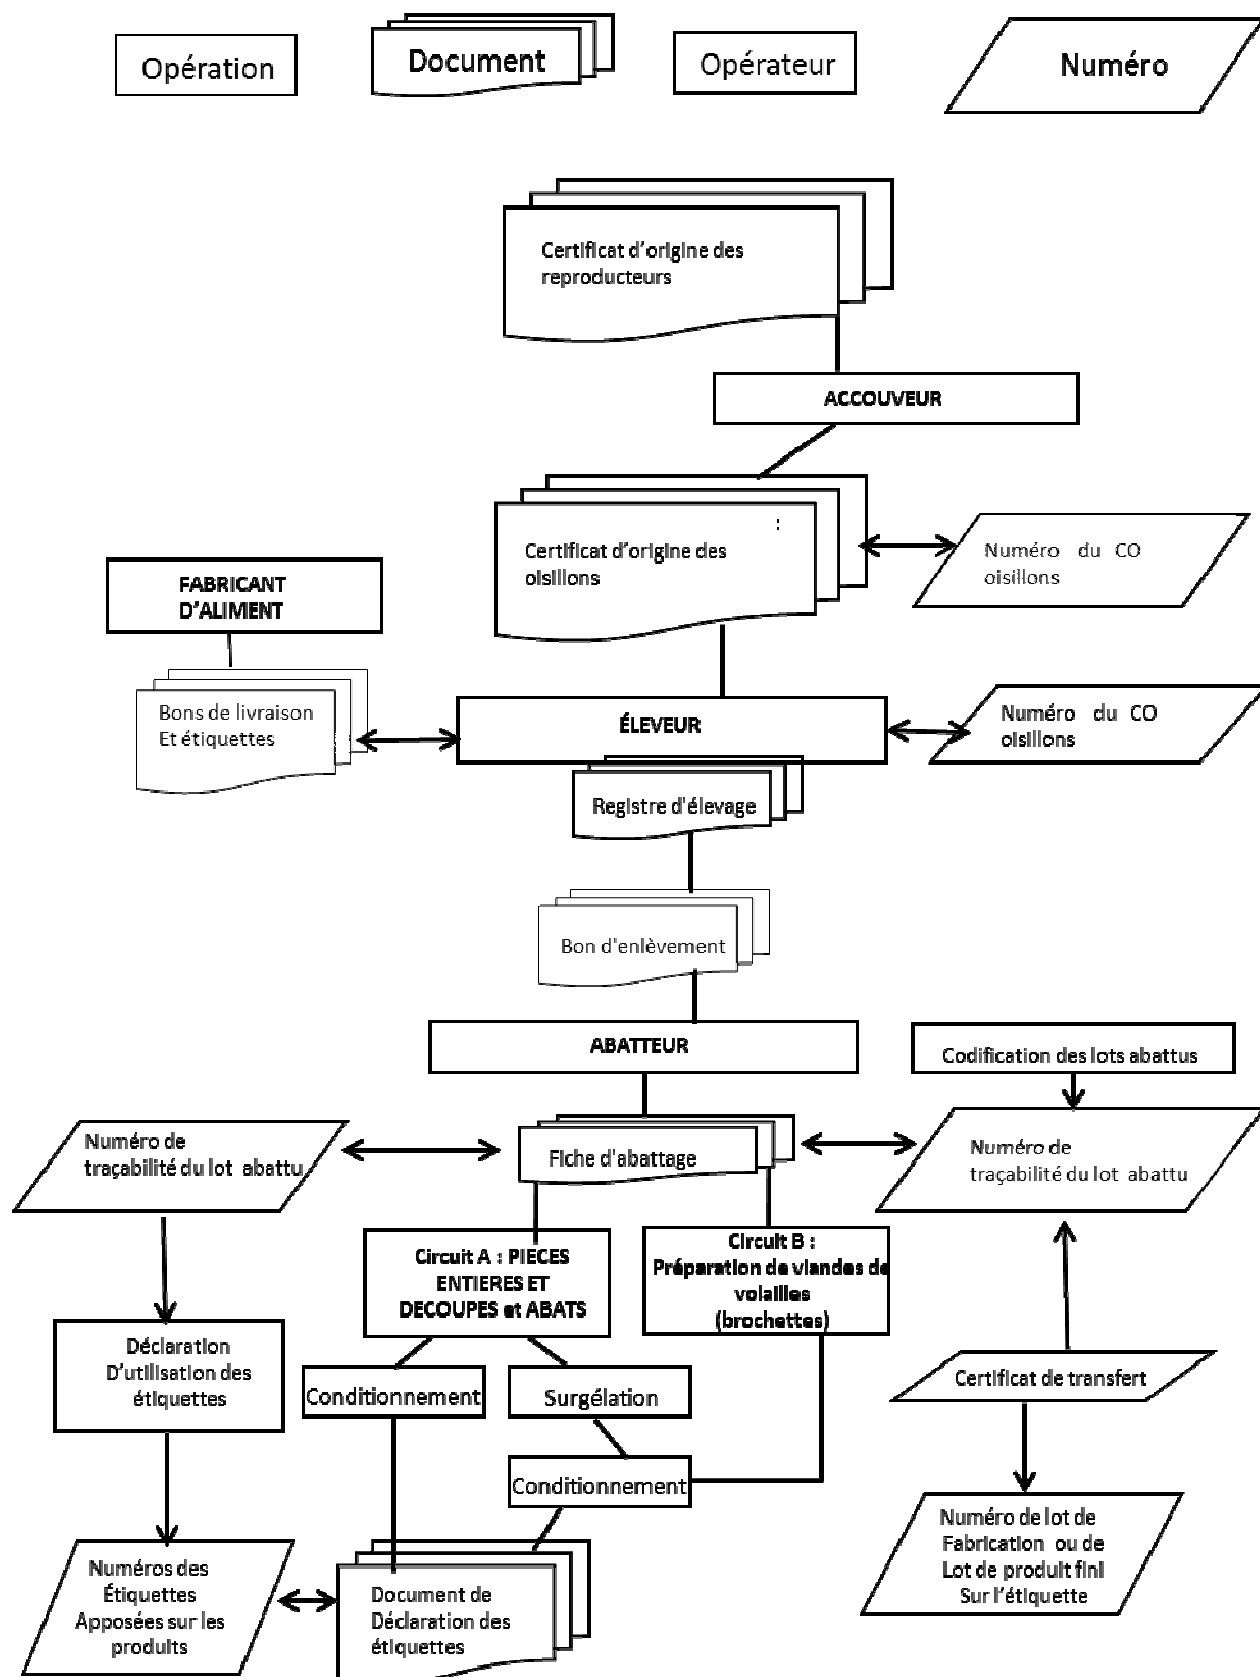 Opération
Document
Opérateur
Numéro
Certificat d'origine des
reproducteurs
ACCOUVEUR
:
Certificat d'origine des
oisillons
Numéro du CO
oisillons
FABRICANT
D'ALIMENT
Bons de livraison
Et étiquettes
ÉLEVEUR
Numéro du CO
oisillons
Registre d'élevage
Bon d'enlèvement
ABATTEUR
Codification des lots abattus
Numéro de
traçabilité du lot abattu
Fiche d'abattage
Numéro de
traçabilité du lot abattu
Circuit A : PIECES
ENTIERES ET
DECOUPES et ABATS
Circuit B :
Préparation de viandes de
volailles
(brochettes)
Déclaration
D'utilisation des
étiquettes
Conditionnement
Surgélation
Certificat de transfert
Conditionnement
Numéro de lot de
Fabrication ou de
Lot de produit fini
Sur l'étiquette
Numéros des
Étiquettes
Apposées sur les
produits
Document de
Déclaration des
étiquettes